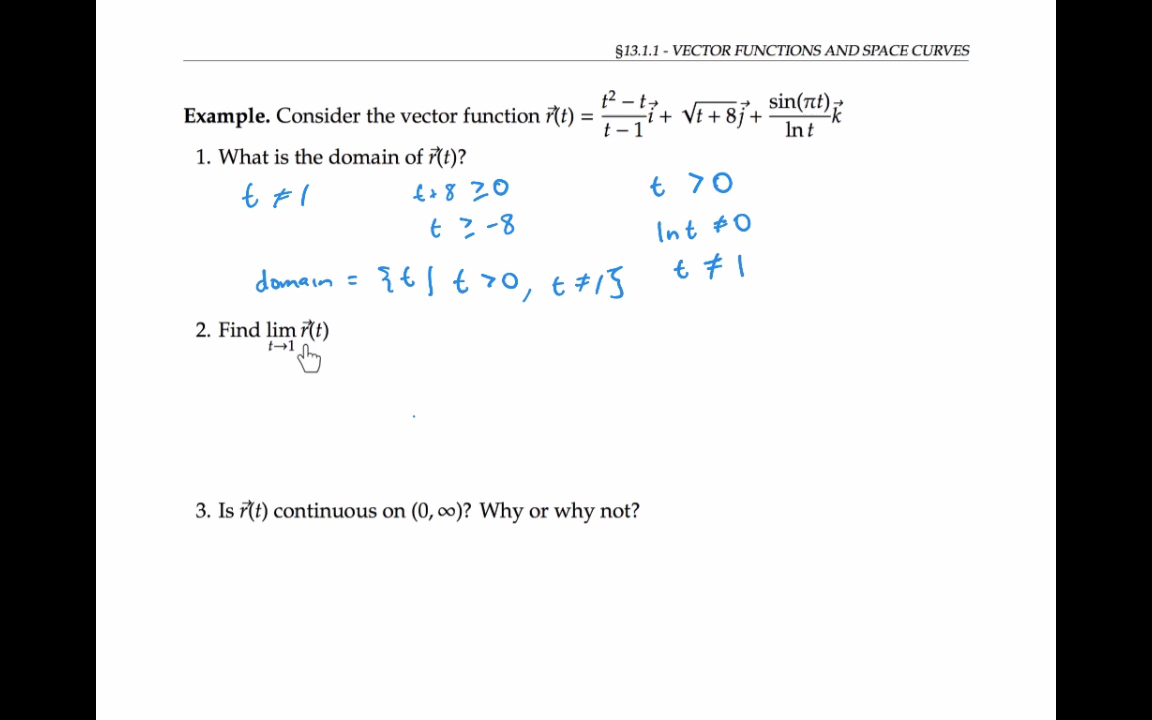 §13.1.1 - VECTOR FUNCTIONS AND SPACE CURVES
Example. Consider the vector function r⃗(t) = (t² − t)/(t − 1) i⃗ + √(t + 8) j⃗ + sin(πt)/ln t k⃗
1. What is the domain of r⃗(t)?
t ≠ 1 t+8 ≥ 0 t > 0
t ≥ -8 ln t ≠ 0
t ≠ 1
domain = {t | t > 0, t ≠ 1}
2. Find lim t→1 r⃗(t)
3. Is r⃗(t) continuous on (0, ∞)? Why or why not?